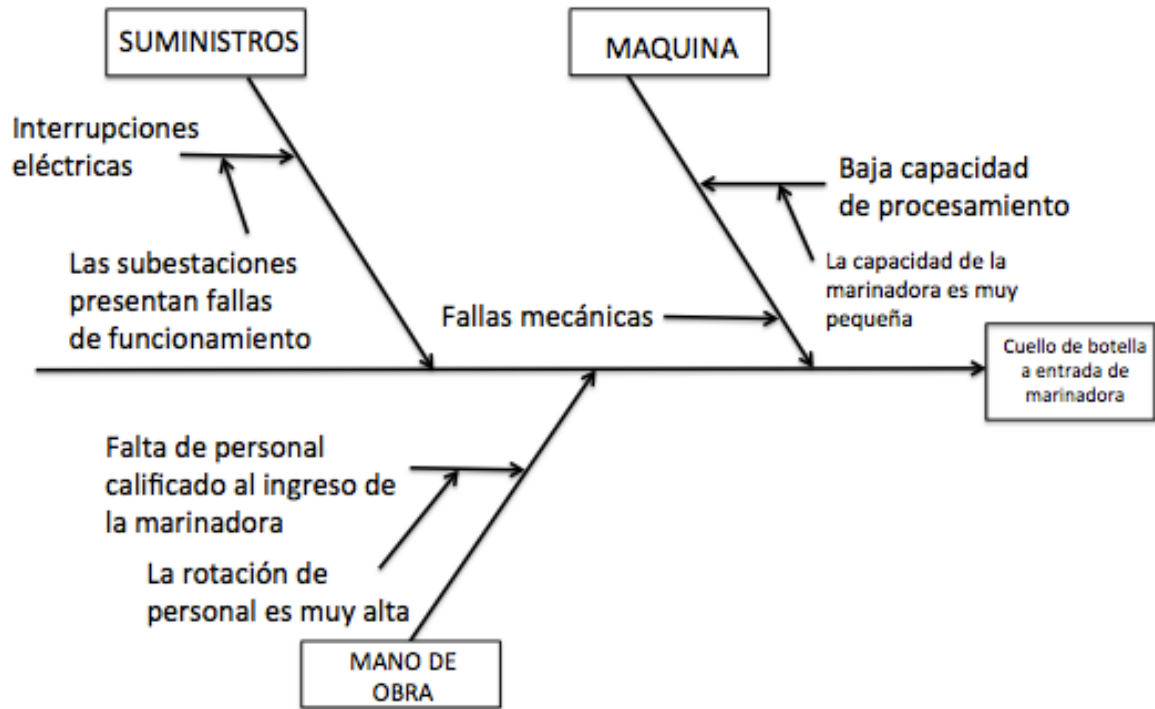 SUMINISTROS
MAQUINA
Interrupciones
eléctricas
Las subestaciones
presentan fallas
de funcionamiento
Baja capacidad
de procesamiento
La capacidad de la
marinadora es muy
pequeña
Fallas mecánicas
Cuello de botella
a entrada de
marinadora
Falta de personal
calificado al ingreso de
la marinadora
La rotación de
personal es muy alta
MANO DE
OBRA